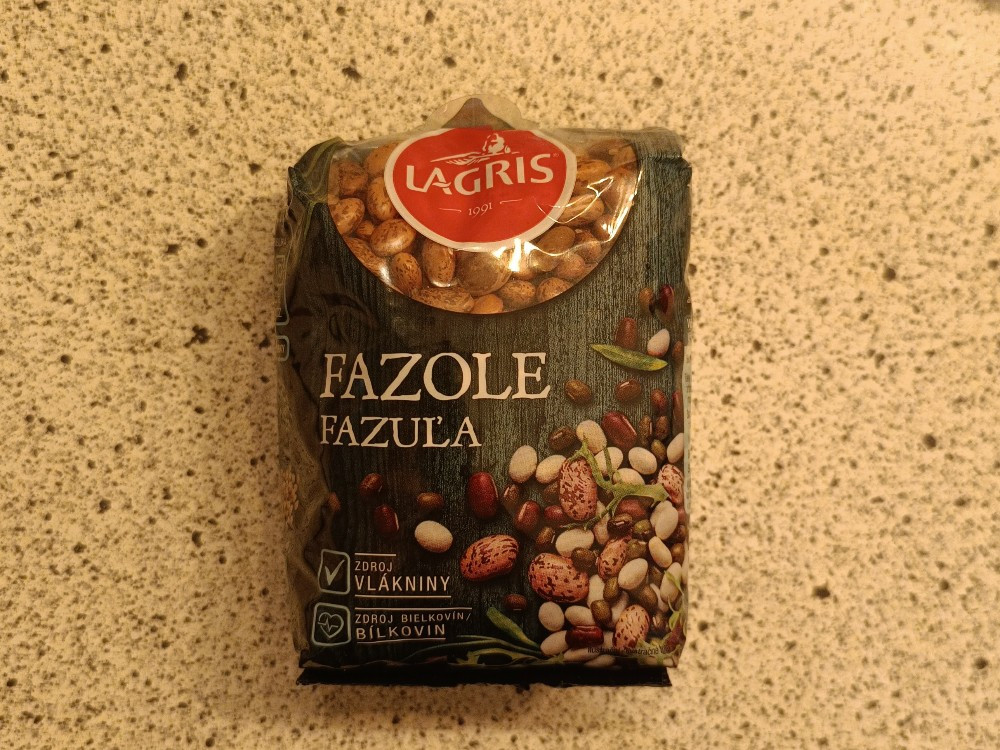 LAGRIS
1991
FAZOLE
FAZUĽA
ZDROJ
VLÁKNINY
ZDROJ BIELKOVÍN/
BÍLKOVIN